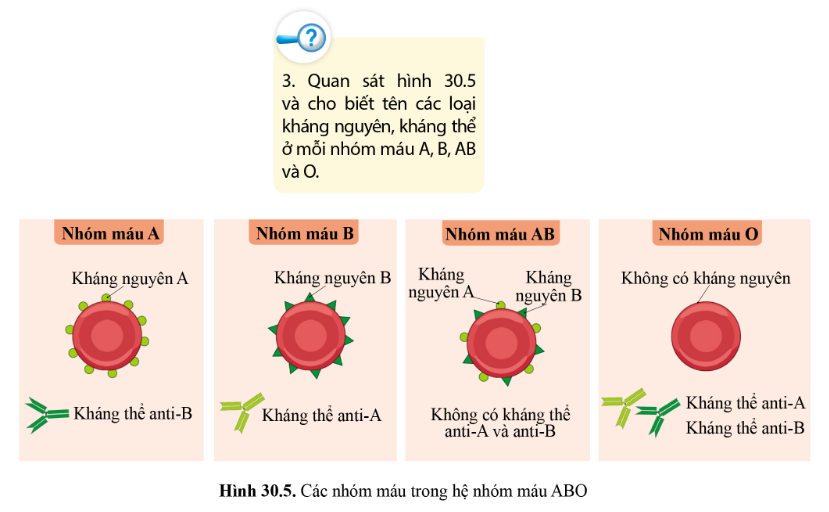 ?
3. Quan sát hình 30.5
và cho biết tên các loại
kháng nguyên, kháng thể
ở mỗi nhóm máu A, B, AB
và O.
Nhóm máu A
Kháng nguyên A
Kháng thể anti-B
Nhóm máu B
Kháng nguyên B
Kháng thể anti-A
Nhóm máu AB
Kháng
nguyên A
Kháng
nguyên B
Không có kháng thể
anti-A và anti-B
Nhóm máu O
Không có kháng nguyên
Kháng thể anti-A
Kháng thể anti-B
Hình 30.5. Các nhóm máu trong hệ nhóm máu ABO